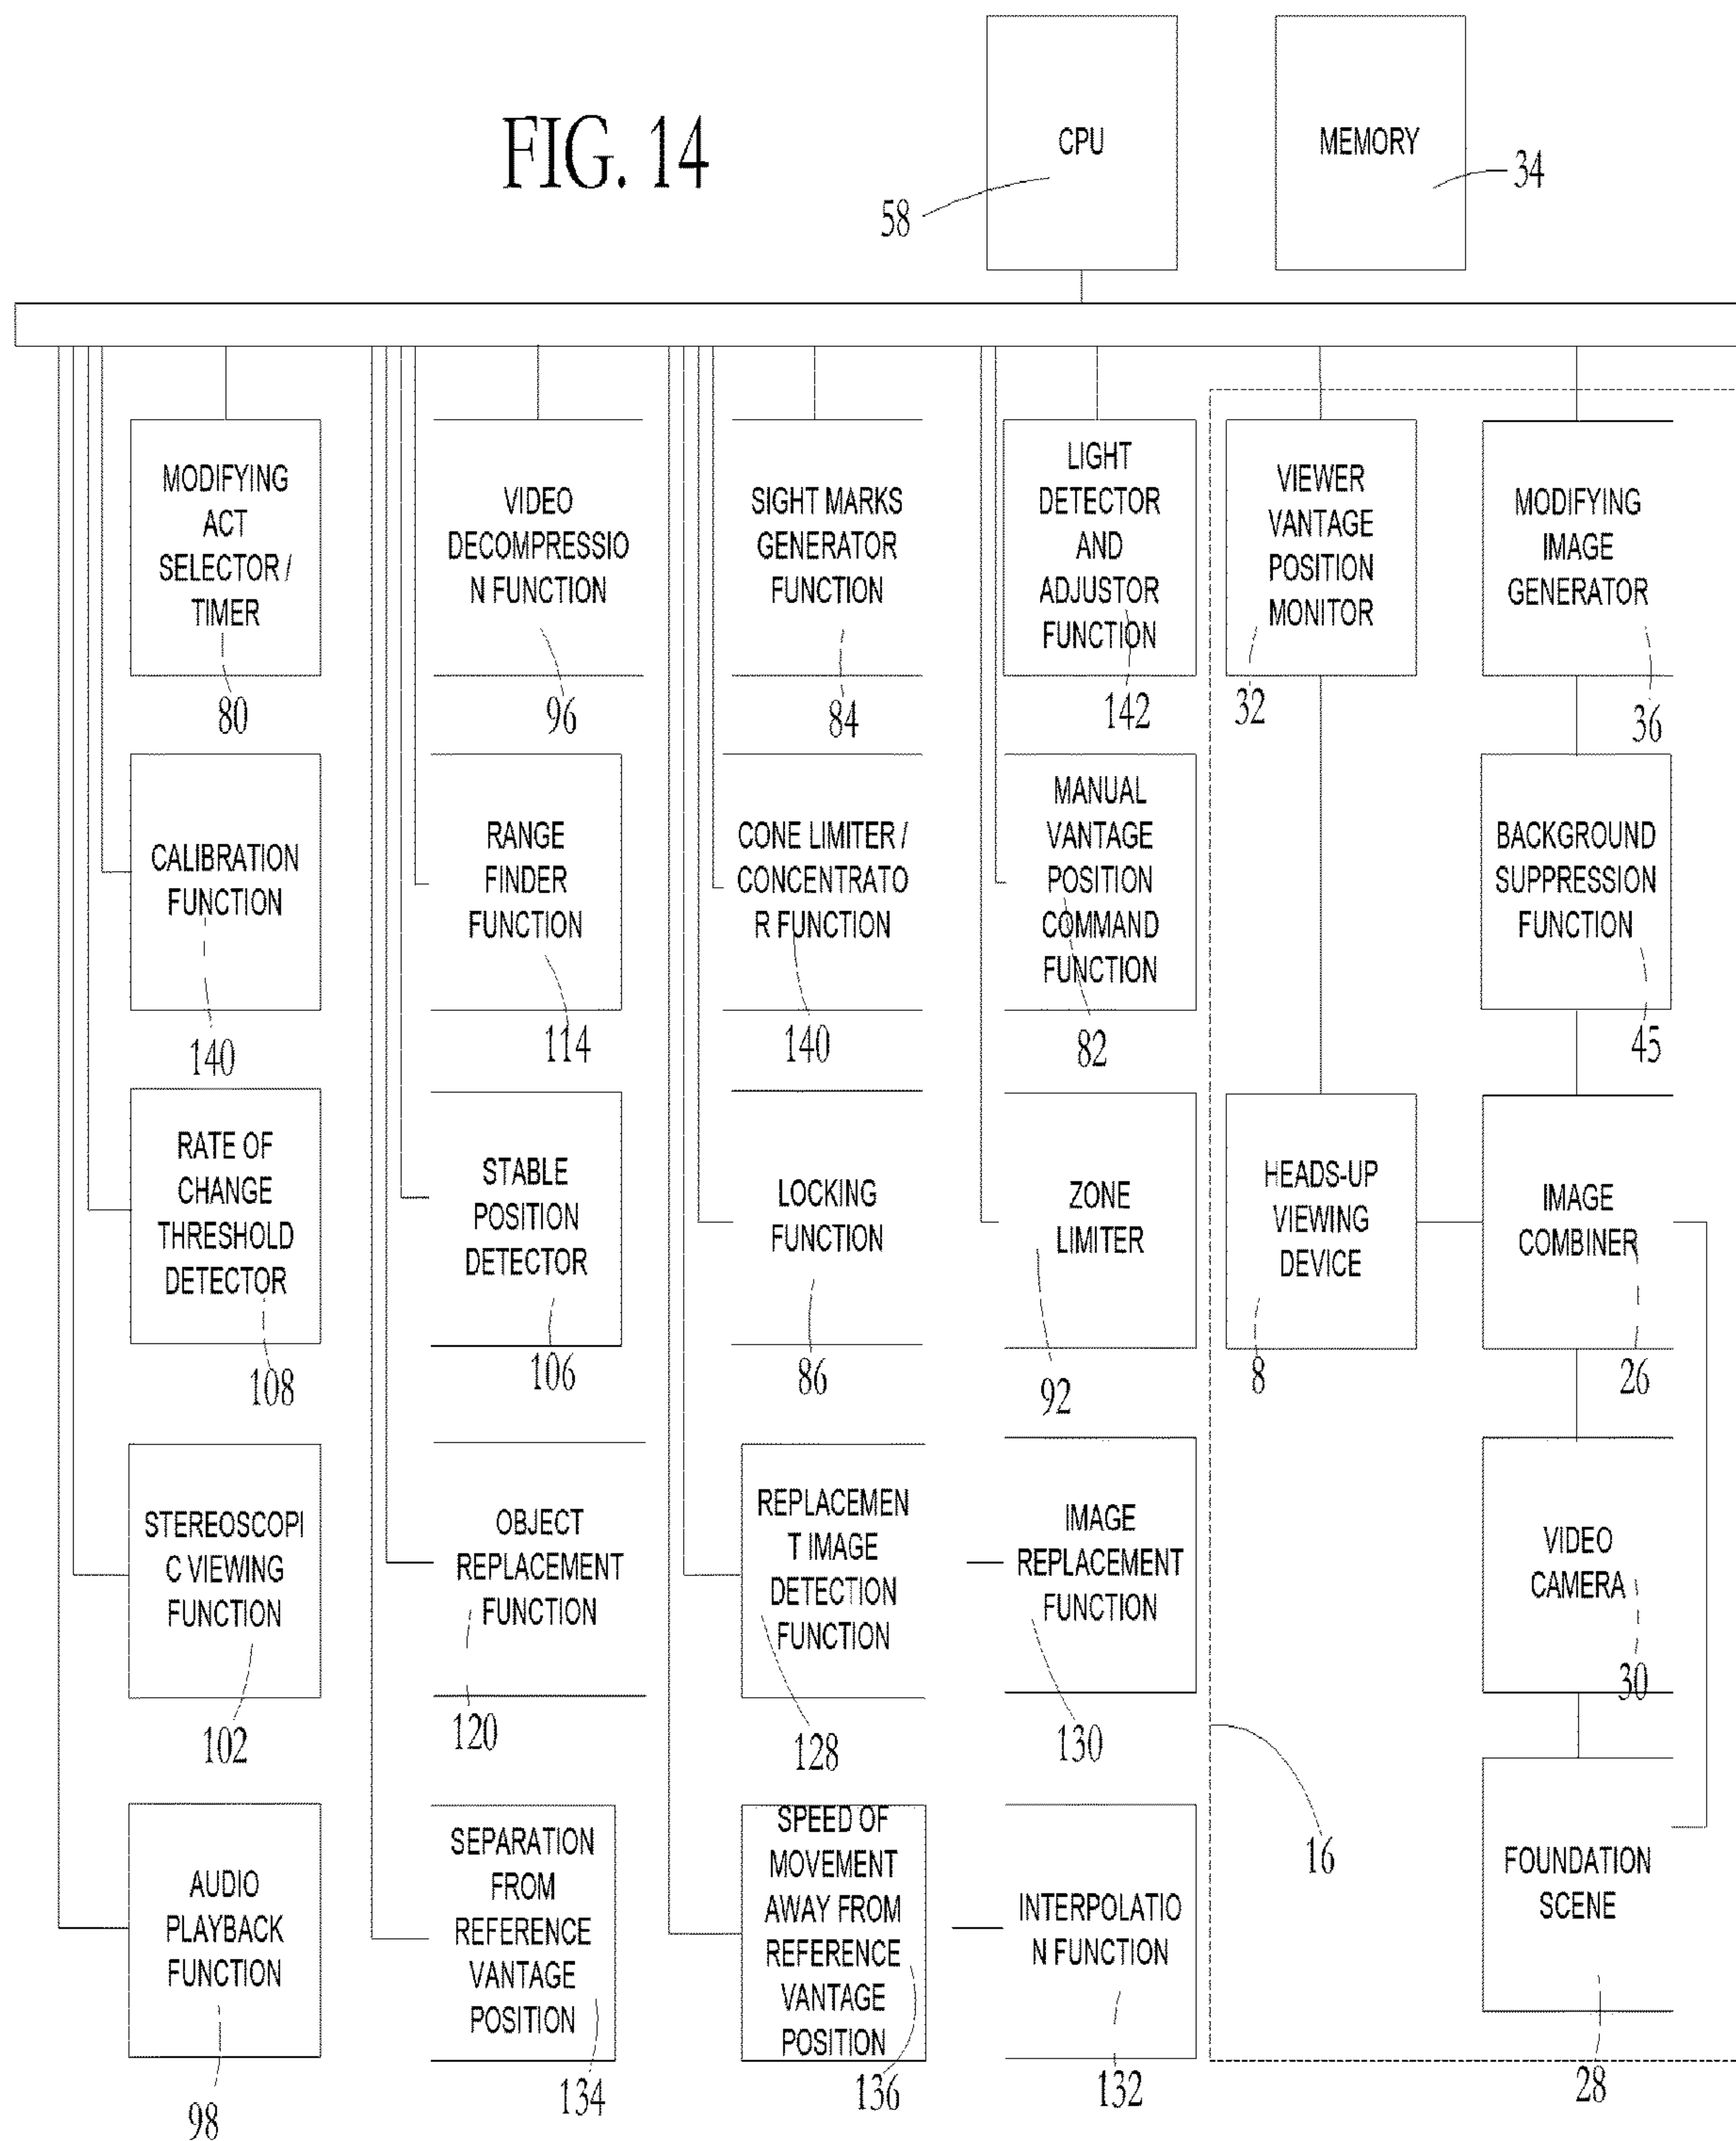 FIG. 14
CPU
58
MEMORY
34
MODIFYING
ACT
SELECTOR /
TIMER
80
VIDEO
DECOMPRESSIO
N FUNCTION
96
SIGHT MARKS
GENERATOR
FUNCTION
84
LIGHT
DETECTOR
AND
ADJUSTOR
FUNCTION
142
VIEWER
VANTAGE
POSITION
MONITOR
32
MODIFYING
IMAGE
GENERATOR
36
CALIBRATION
FUNCTION
140
RANGE
FINDER
FUNCTION
114
CONE LIMITER /
CONCENTRATO
R FUNCTION
140
MANUAL
VANTAGE
POSITION
COMMAND
FUNCTION
82
BACKGROUND
SUPPRESSION
FUNCTION
45
RATE OF
CHANGE
THRESHOLD
DETECTOR
108
STABLE
POSITION
DETECTOR
106
LOCKING
FUNCTION
86
ZONE
LIMITER
92
HEADS-UP
VIEWING
DEVICE
8
IMAGE
COMBINER
26
STEREOSCOPI
C VIEWING
FUNCTION
102
OBJECT
REPLACEMENT
FUNCTION
120
REPLACEMEN
T IMAGE
DETECTION
FUNCTION
128
IMAGE
REPLACEMENT
FUNCTION
130
VIDEO
CAMERA
30
AUDIO
PLAYBACK
FUNCTION
98
SEPARATION
FROM
REFERENCE
VANTAGE
POSITION
134
SPEED OF
MOVEMENT
AWAY FROM
REFERENCE
VANTAGE
POSITION
136
INTERPOLATIO
N FUNCTION
132
16
FOUNDATION
SCENE
28